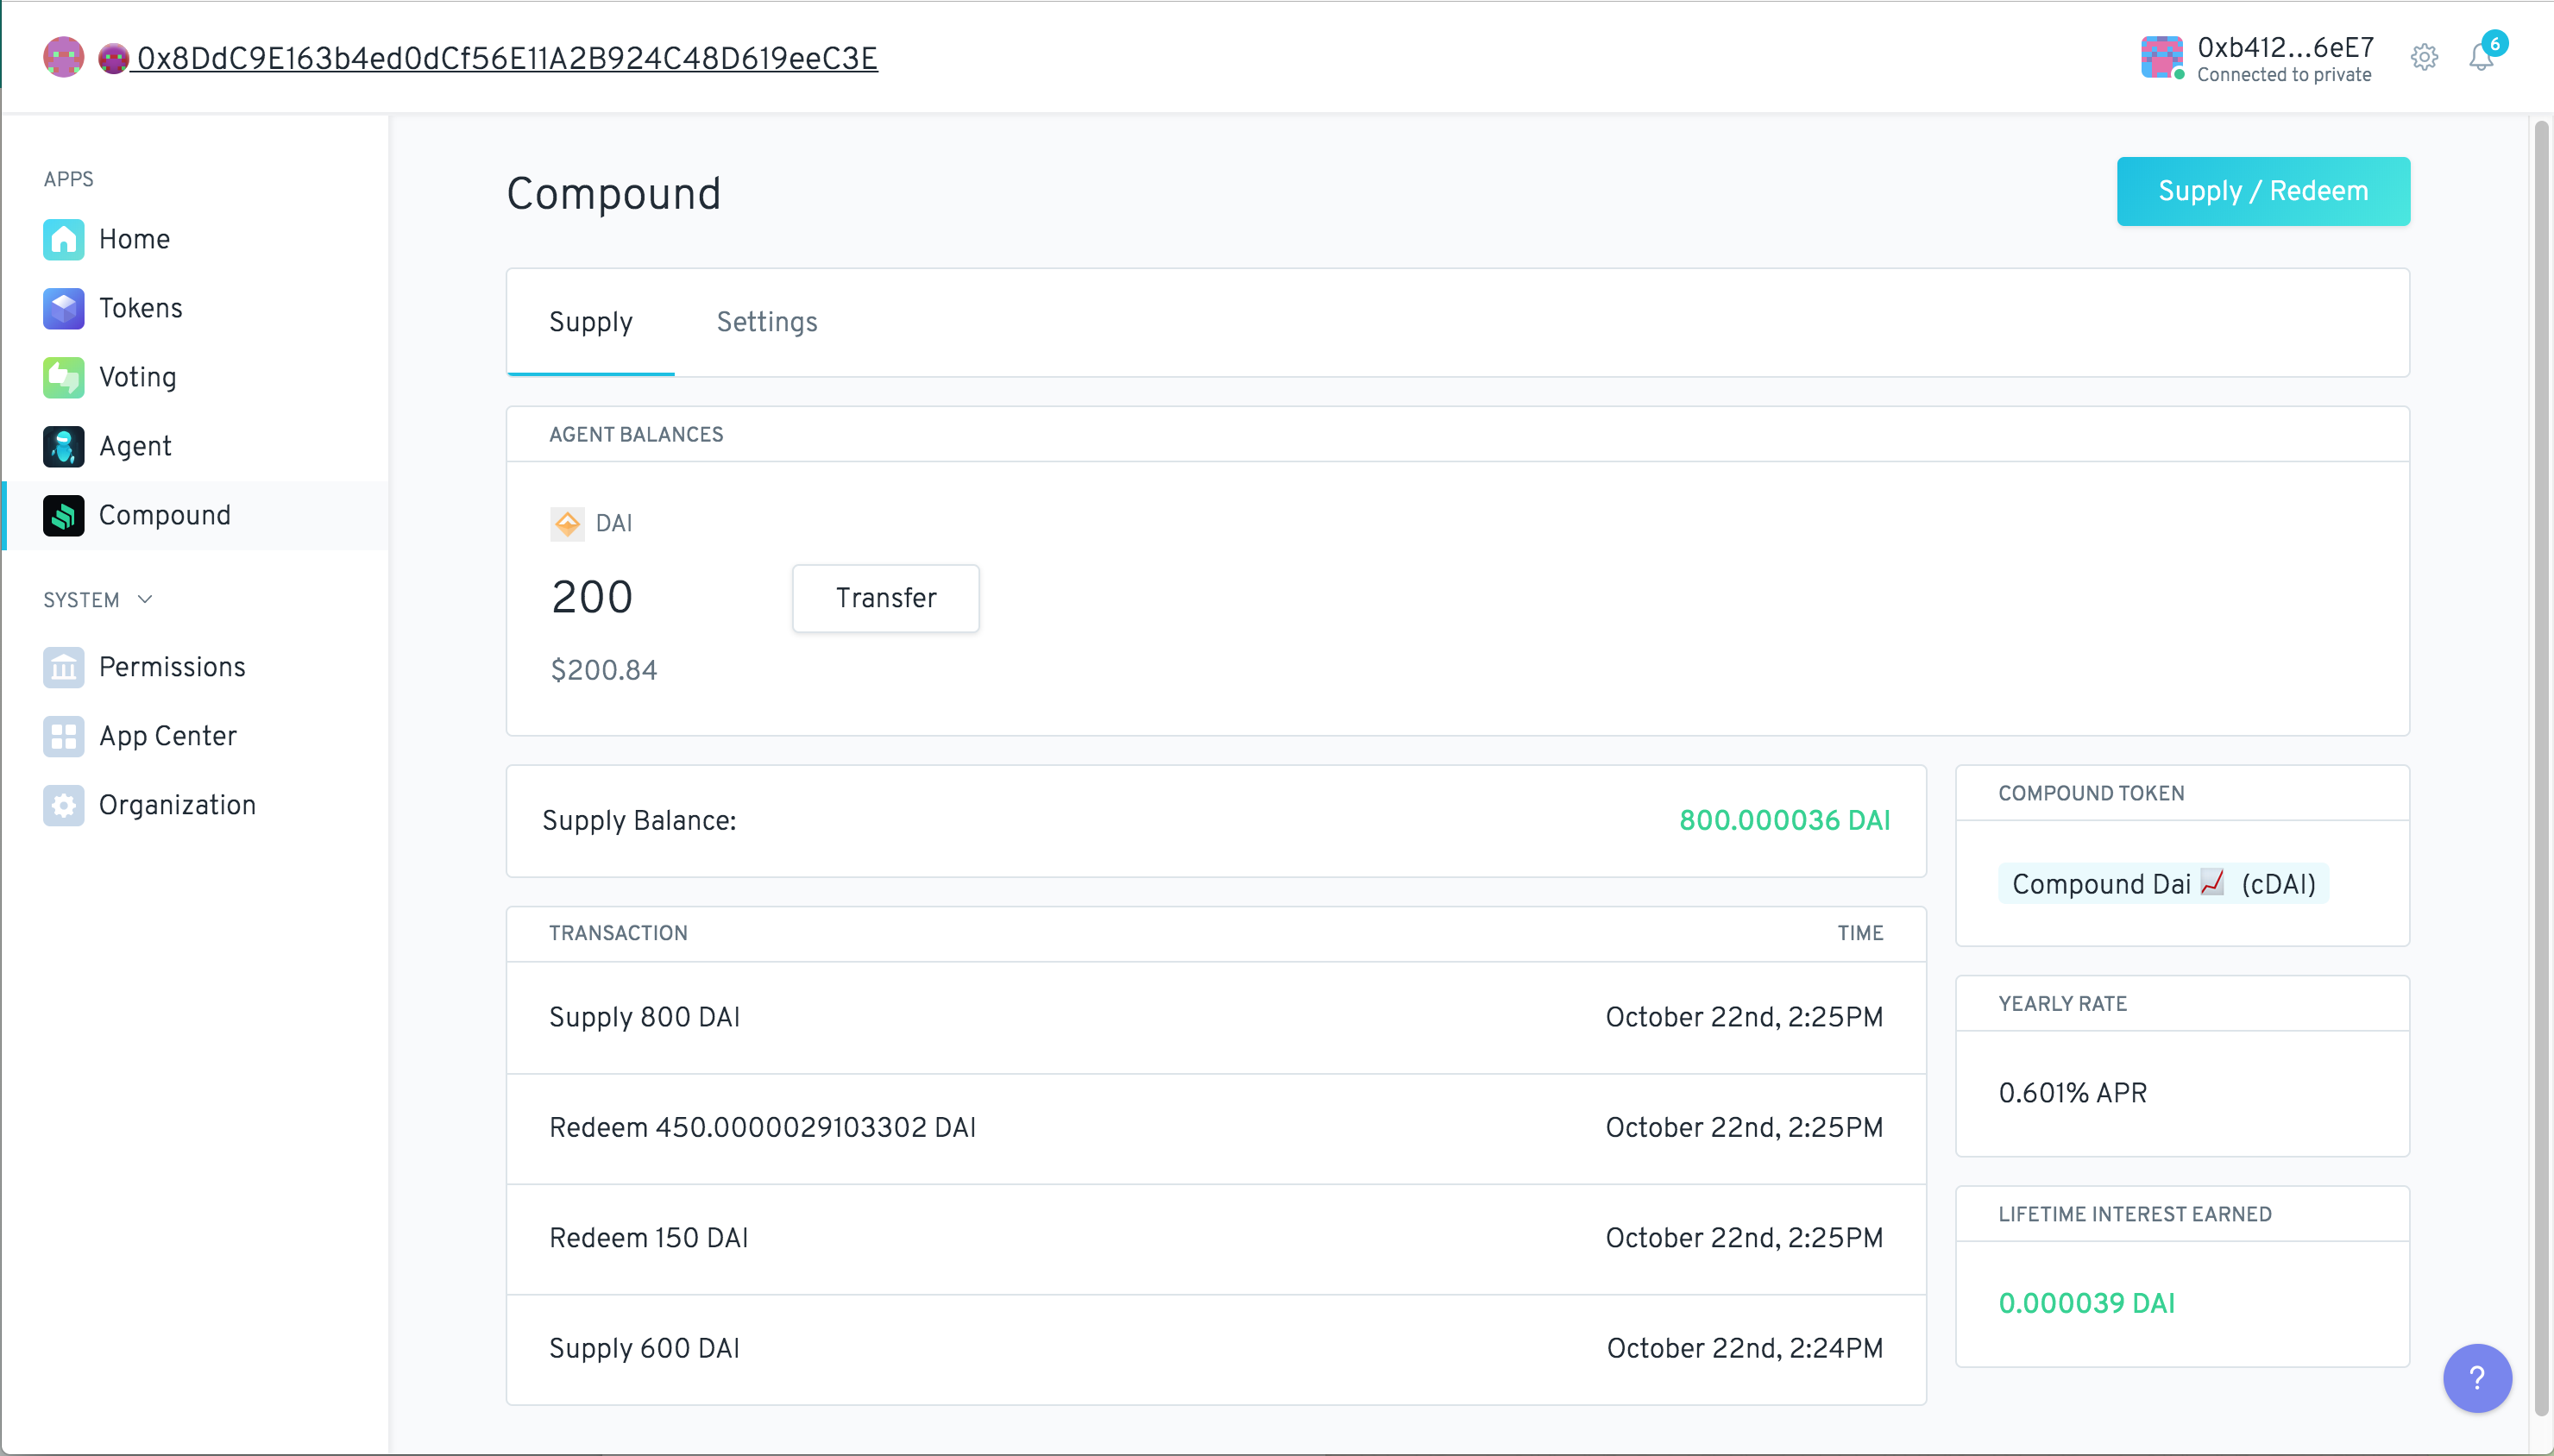 0x8DdC9E163b4ed0dCf56E11A2B924C48D619eeC3E
0xb412...6eE7
Connected to private
6
APPS
Home
Tokens
Voting
Agent
Compound
SYSTEM
Permissions
App Center
Organization
Compound
Supply / Redeem
Supply
Settings
AGENT BALANCES
DAI
200
Transfer
$200.84
Supply Balance:
800.000036 DAI
TRANSACTION
TIME
Supply 800 DAI
October 22nd, 2:25PM
Redeem 450.0000029103302 DAI
October 22nd, 2:25PM
Redeem 150 DAI
October 22nd, 2:25PM
Supply 600 DAI
October 22nd, 2:24PM
COMPOUND TOKEN
Compound Dai 📈 (cDAI)
YEARLY RATE
0.601% APR
LIFETIME INTEREST EARNED
0.000039 DAI
?